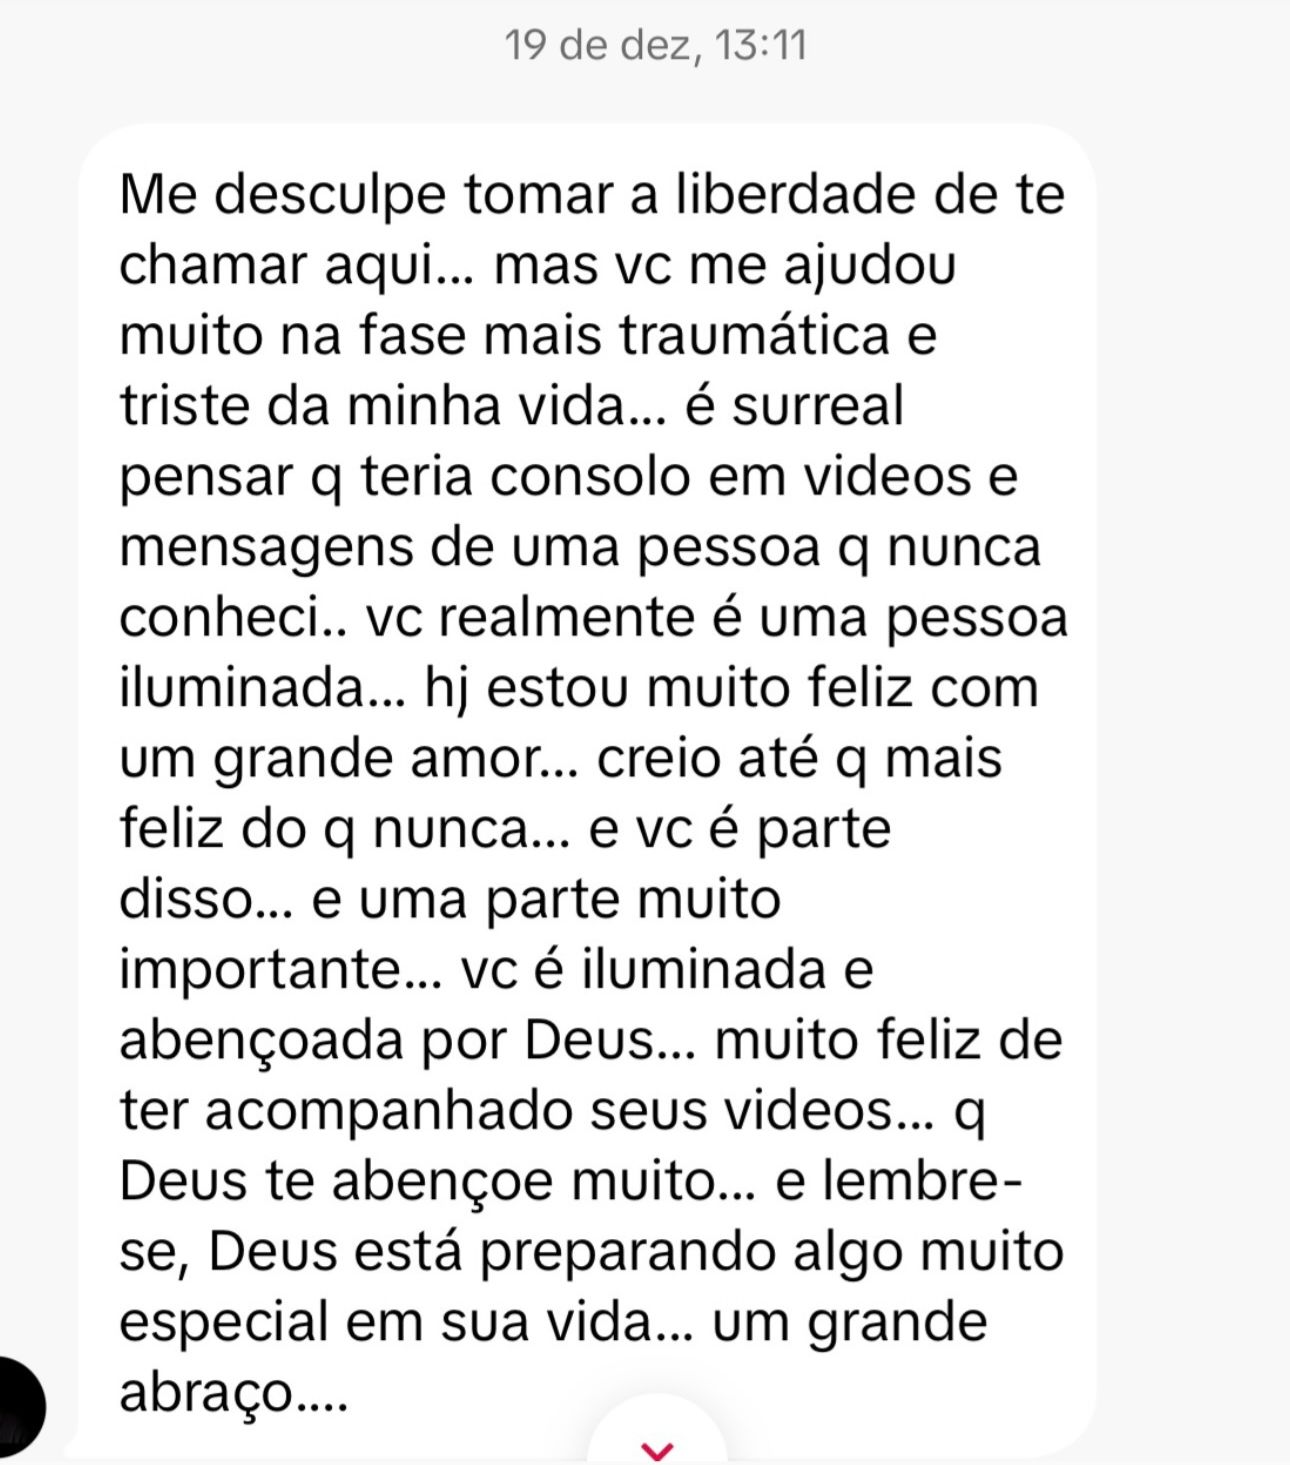 19 de dez, 13:11
Me desculpe tomar a liberdade de te
chamar aqui... mas vc me ajudou
muito na fase mais traumática e
triste da minha vida... é surreal
pensar q teria consolo em videos e
mensagens de uma pessoa q nunca
conheci.. vc realmente é uma pessoa
iluminada... hj estou muito feliz com
um grande amor... creio até q mais
feliz do q nunca... e vc é parte
disso... e uma parte muito
importante... vc é iluminada e
abençoada por Deus... muito feliz de
ter acompanhado seus videos... q
Deus te abençoe muito... e lembre-
se, Deus está preparando algo muito
especial em sua vida... um grande
abraço....